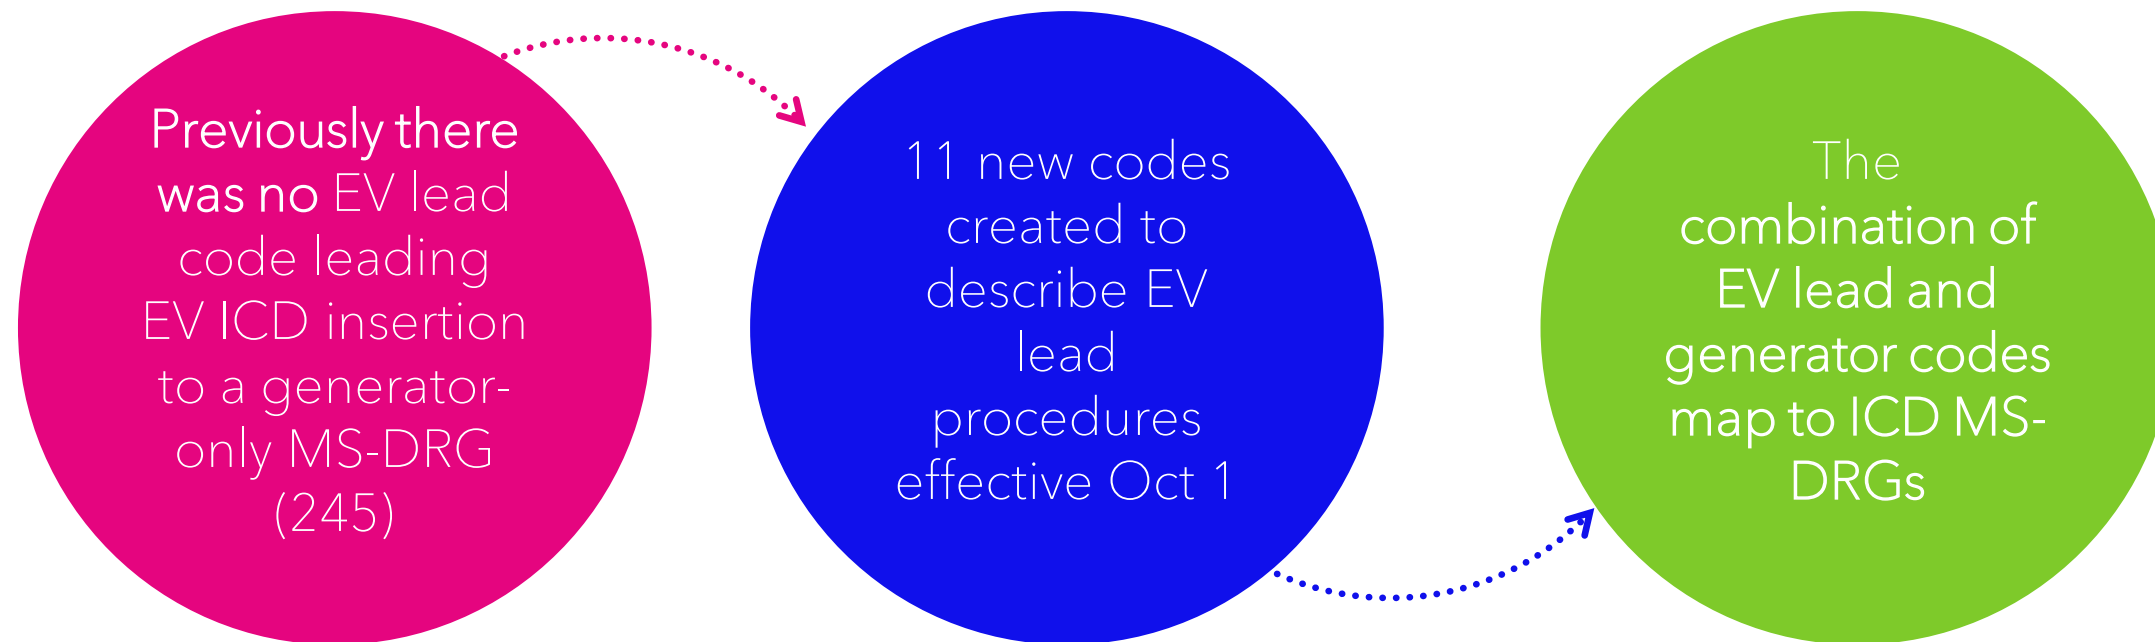 Previously there
was no EV lead
code leading
EV ICD insertion
to a generator-
only MS-DRG
(245)
11 new codes
created to
describe EV
lead
procedures
effective Oct 1
The
combination of
EV lead and
generator codes
map to ICD MS-
DRGs